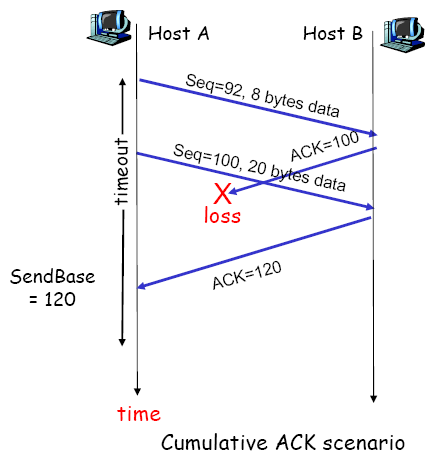 Host A
Host B
Seq=92, 8 bytes data
ACK=100
Seq=100, 20 bytes data
timeout
X
loss
ACK=120
SendBase
= 120
time
Cumulative ACK scenario